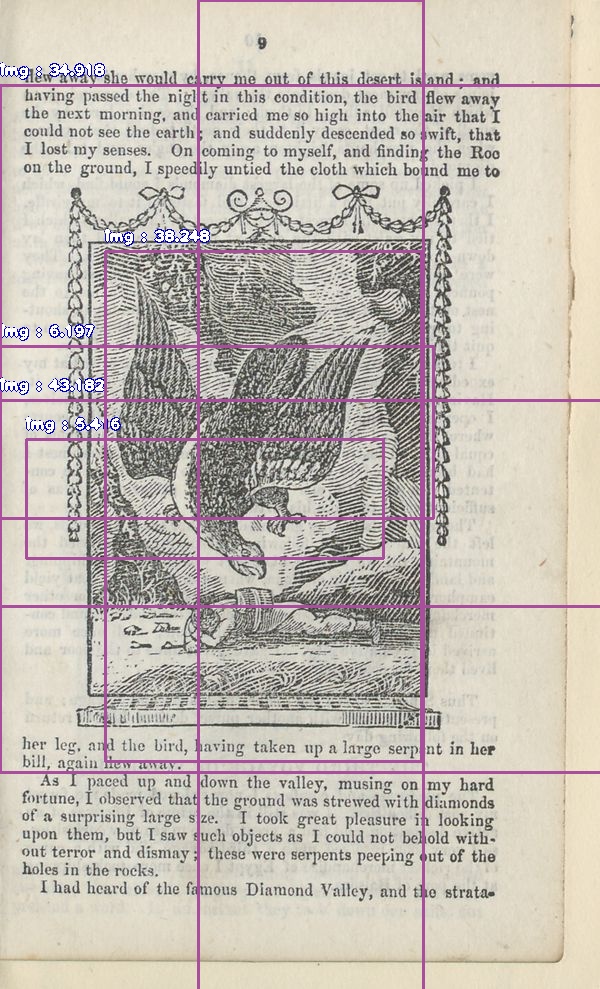 9
flew away she would carry me out of this desert island; and
having passed the night in this condition, the bird flew away
the next morning, and carried me so high into the air that I
could not see the earth; and suddenly descended so swift, that
I lost my senses. On coming to myself, and finding the Roc
on the ground, I speedily untied the cloth which bound me to
img : 34.918
img : 38.248
img : 6.197
img : 43.182
img : 5.416
her leg, and the bird, having taken up a large serpent in her
bill, again flew away.
As I paced up and down the valley, musing on my hard
fortune, I observed that the ground was strewed with diamonds
of a surprising large size. I took great pleasure in looking
upon them, but I saw such objects as I could not behold with-
out terror and dismay; these were serpents peeping out of the
holes in the rocks.
I had heard of the famous Diamond Valley, and the strata-